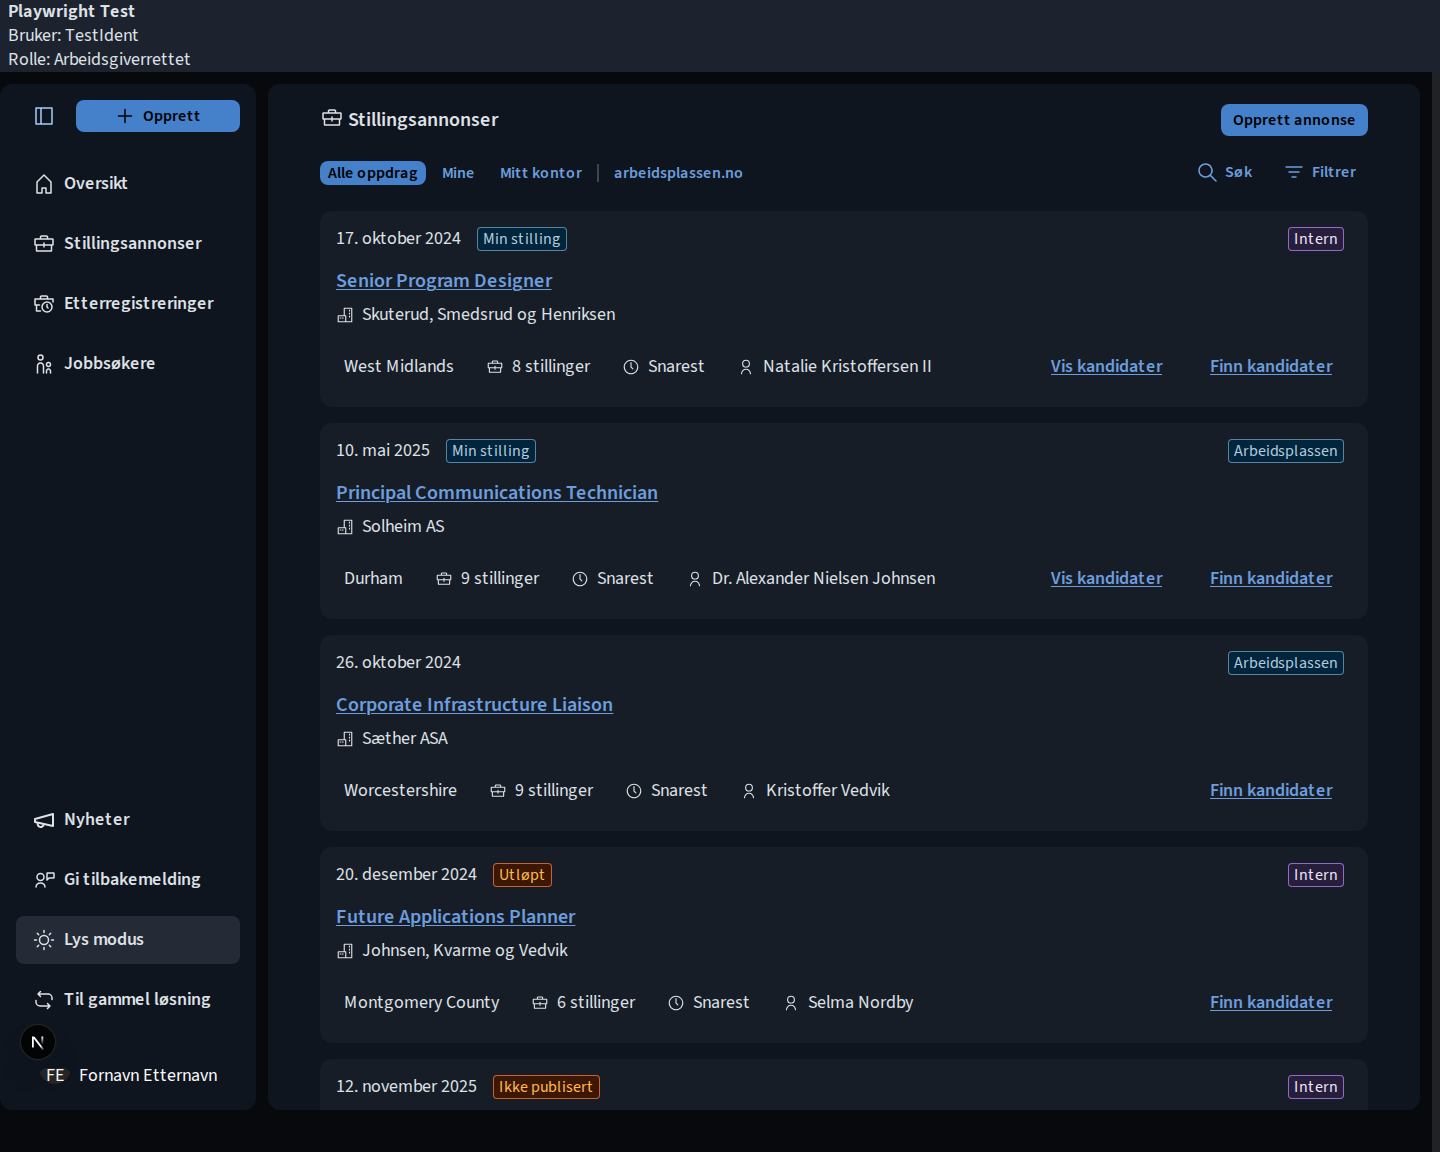 Playwright Test
Bruker: TestIdent
Rolle: Arbeidsgiverrettet
Opprett
Oversikt
Stillingsannonser
Etterregistreringer
Jobbsøkere
Nyheter
Gi tilbakemelding
Lys modus
Til gammel løsning
N
FE Fornavn Etternavn
Stillingsannonser
Opprett annonse
Alle oppdrag Mine Mitt kontor arbeidsplassen.no Søk Filtrer
17. oktober 2024 Min stilling Intern
Senior Program Designer
Skuterud, Smedsrud og Henriksen
West Midlands 8 stillinger Snarest Natalie Kristoffersen II Vis kandidater Finn kandidater
10. mai 2025 Min stilling Arbeidsplassen
Principal Communications Technician
Solheim AS
Durham 9 stillinger Snarest Dr. Alexander Nielsen Johnsen Vis kandidater Finn kandidater
26. oktober 2024 Arbeidsplassen
Corporate Infrastructure Liaison
Sæther ASA
Worcestershire 9 stillinger Snarest Kristoffer Vedvik Finn kandidater
20. desember 2024 Utløpt Intern
Future Applications Planner
Johnsen, Kvarme og Vedvik
Montgomery County 6 stillinger Snarest Selma Nordby Finn kandidater
12. november 2025 Ikke publisert Intern